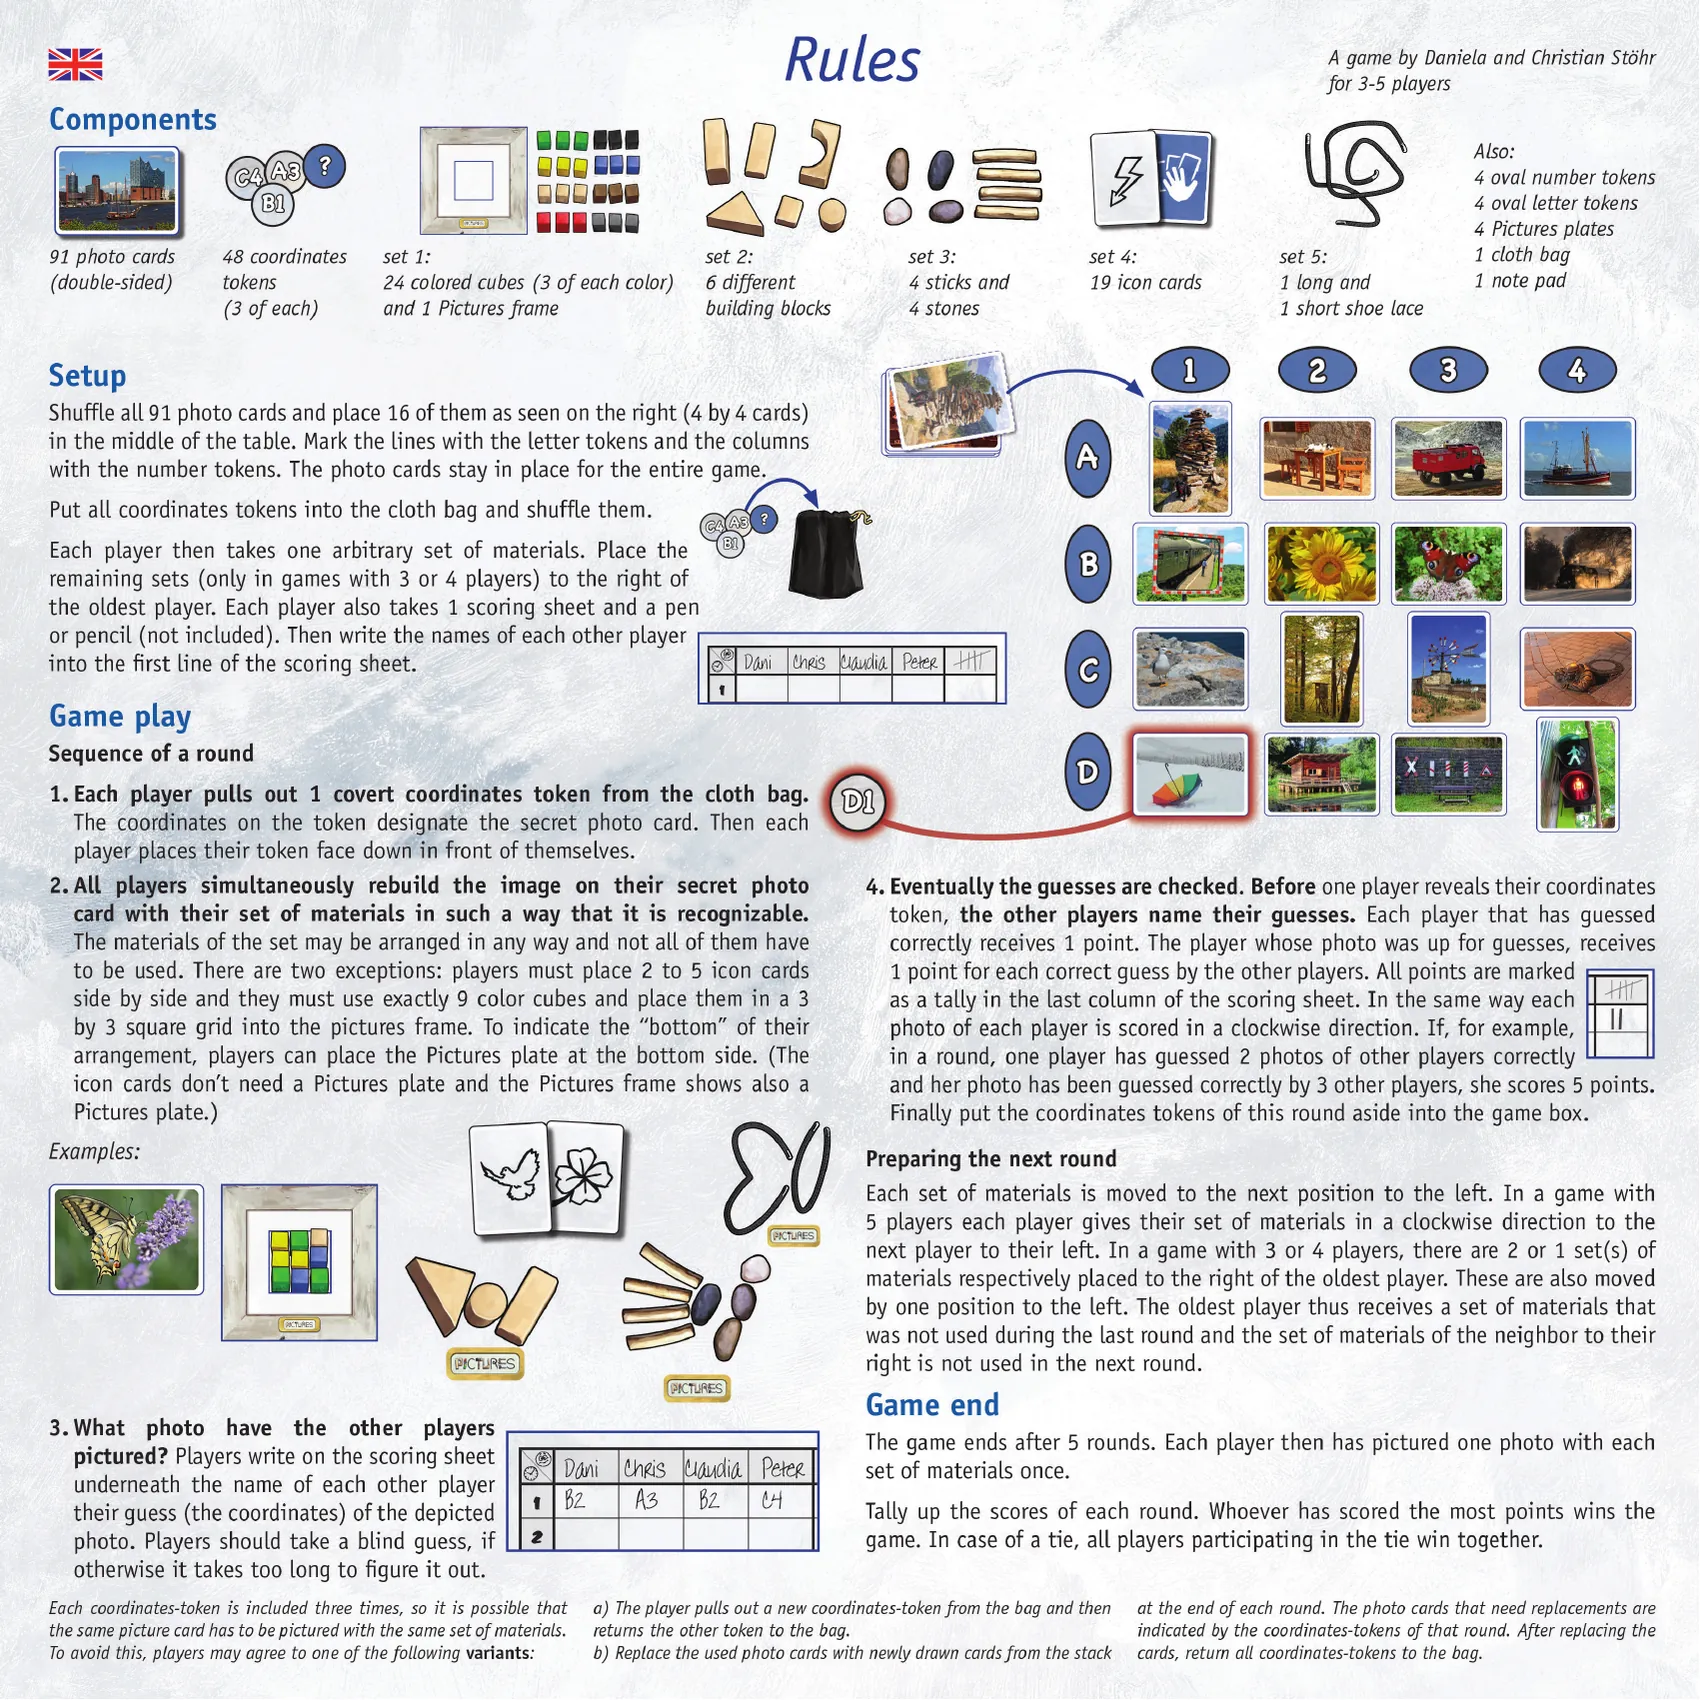 Rules
A game by Daniela and Christian Stöhr
for 3-5 players
Components
C4 A3 ?
B1
PICTURES
91 photo cards
(double-sided)
48 coordinates
tokens
(3 of each)
set 1:
24 colored cubes (3 of each color)
and 1 Pictures frame
set 2:
6 different
building blocks
set 3:
4 sticks and
4 stones
set 4:
19 icon cards
set 5:
1 long and
1 short shoe lace
Also:
4 oval number tokens
4 oval letter tokens
4 Pictures plates
1 cloth bag
1 note pad
Setup
Shuffle all 91 photo cards and place 16 of them as seen on the right (4 by 4 cards)
in the middle of the table. Mark the lines with the letter tokens and the columns
with the number tokens. The photo cards stay in place for the entire game.
Put all coordinates tokens into the cloth bag and shuffle them.
Each player then takes one arbitrary set of materials. Place the
remaining sets (only in games with 3 or 4 players) to the right of
the oldest player. Each player also takes 1 scoring sheet and a pen
or pencil (not included). Then write the names of each other player
into the first line of the scoring sheet.
C4 A3 ?
B1
Dani Chris Claudia Peter
1
1 2 3 4
A
B
C
D
D1
Game play
Sequence of a round
1. Each player pulls out 1 covert coordinates token from the cloth bag.
The coordinates on the token designate the secret photo card. Then each
player places their token face down in front of themselves.
2. All players simultaneously rebuild the image on their secret photo
card with their set of materials in such a way that it is recognizable.
The materials of the set may be arranged in any way and not all of them have
to be used. There are two exceptions: players must place 2 to 5 icon cards
side by side and they must use exactly 9 color cubes and place them in a 3
by 3 square grid into the pictures frame. To indicate the “bottom” of their
arrangement, players can place the Pictures plate at the bottom side. (The
icon cards don’t need a Pictures plate and the Pictures frame shows also a
Pictures plate.)
Examples:
PICTURES
PICTURES
PICTURES
PICTURES
3. What photo have the other players
pictured? Players write on the scoring sheet
underneath the name of each other player
their guess (the coordinates) of the depicted
photo. Players should take a blind guess, if
otherwise it takes too long to figure it out.
Dani Chris Claudia Peter
1 B2 A3 B2 C4
2
4. Eventually the guesses are checked. Before one player reveals their coordinates
token, the other players name their guesses. Each player that has guessed
correctly receives 1 point. The player whose photo was up for guesses, receives
1 point for each correct guess by the other players. All points are marked
as a tally in the last column of the scoring sheet. In the same way each
photo of each player is scored in a clockwise direction. If, for example,
in a round, one player has guessed 2 photos of other players correctly
and her photo has been guessed correctly by 3 other players, she scores 5 points.
Finally put the coordinates tokens of this round aside into the game box.
Preparing the next round
Each set of materials is moved to the next position to the left. In a game with
5 players each player gives their set of materials in a clockwise direction to the
next player to their left. In a game with 3 or 4 players, there are 2 or 1 set(s) of
materials respectively placed to the right of the oldest player. These are also moved
by one position to the left. The oldest player thus receives a set of materials that
was not used during the last round and the set of materials of the neighbor to their
right is not used in the next round.
Game end
The game ends after 5 rounds. Each player then has pictured one photo with each
set of materials once.
Tally up the scores of each round. Whoever has scored the most points wins the
game. In case of a tie, all players participating in the tie win together.
Each coordinates-token is included three times, so it is possible that
the same picture card has to be pictured with the same set of materials.
To avoid this, players may agree to one of the following variants:
a) The player pulls out a new coordinates-token from the bag and then
returns the other token to the bag.
b) Replace the used photo cards with newly drawn cards from the stack
at the end of each round. The photo cards that need replacements are
indicated by the coordinates-tokens of that round. After replacing the
cards, return all coordinates-tokens to the bag.